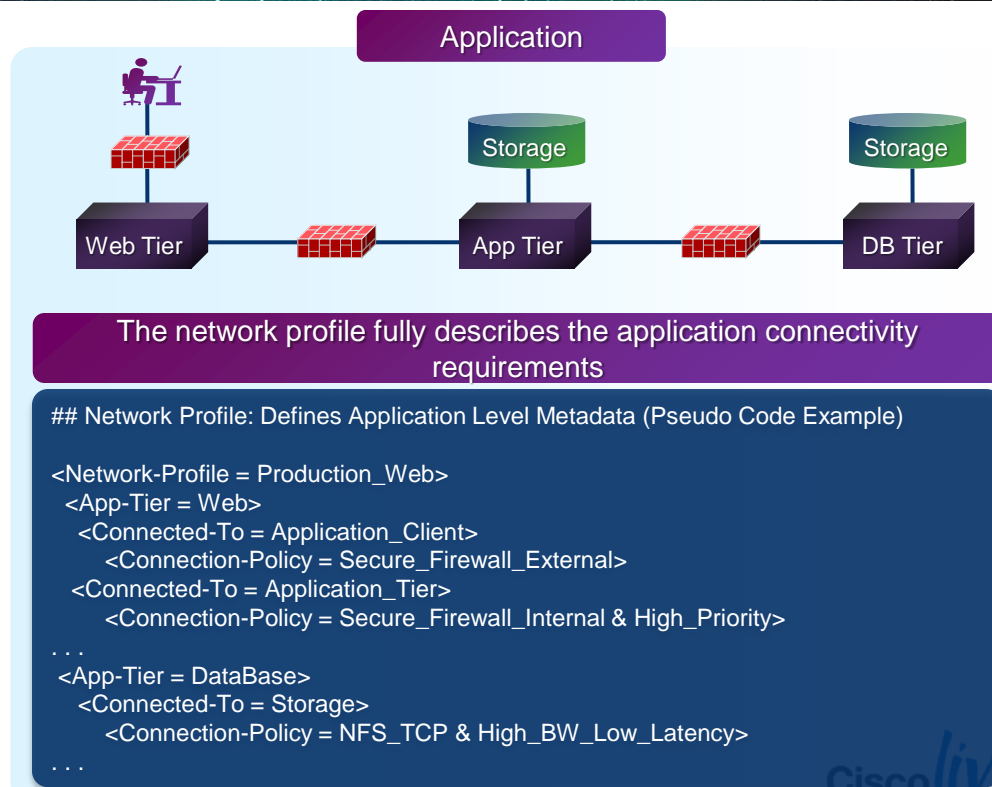 Application
Storage
Storage
Web Tier
App Tier
DB Tier
The network profile fully describes the application connectivity
requirements
## Network Profile: Defines Application Level Metadata (Pseudo Code Example)
<Network-Profile = Production_Web>
<App-Tier = Web>
<Connected-To = Application_Client>
<Connection-Policy = Secure_Firewall_External>
<Connected-To = Application_Tier>
<Connection-Policy = Secure_Firewall_Internal & High_Priority>
. . .
<App-Tier = DataBase>
<Connected-To = Storage>
<Connection-Policy = NFS_TCP & High_BW_Low_Latency>
. . .
Cisco